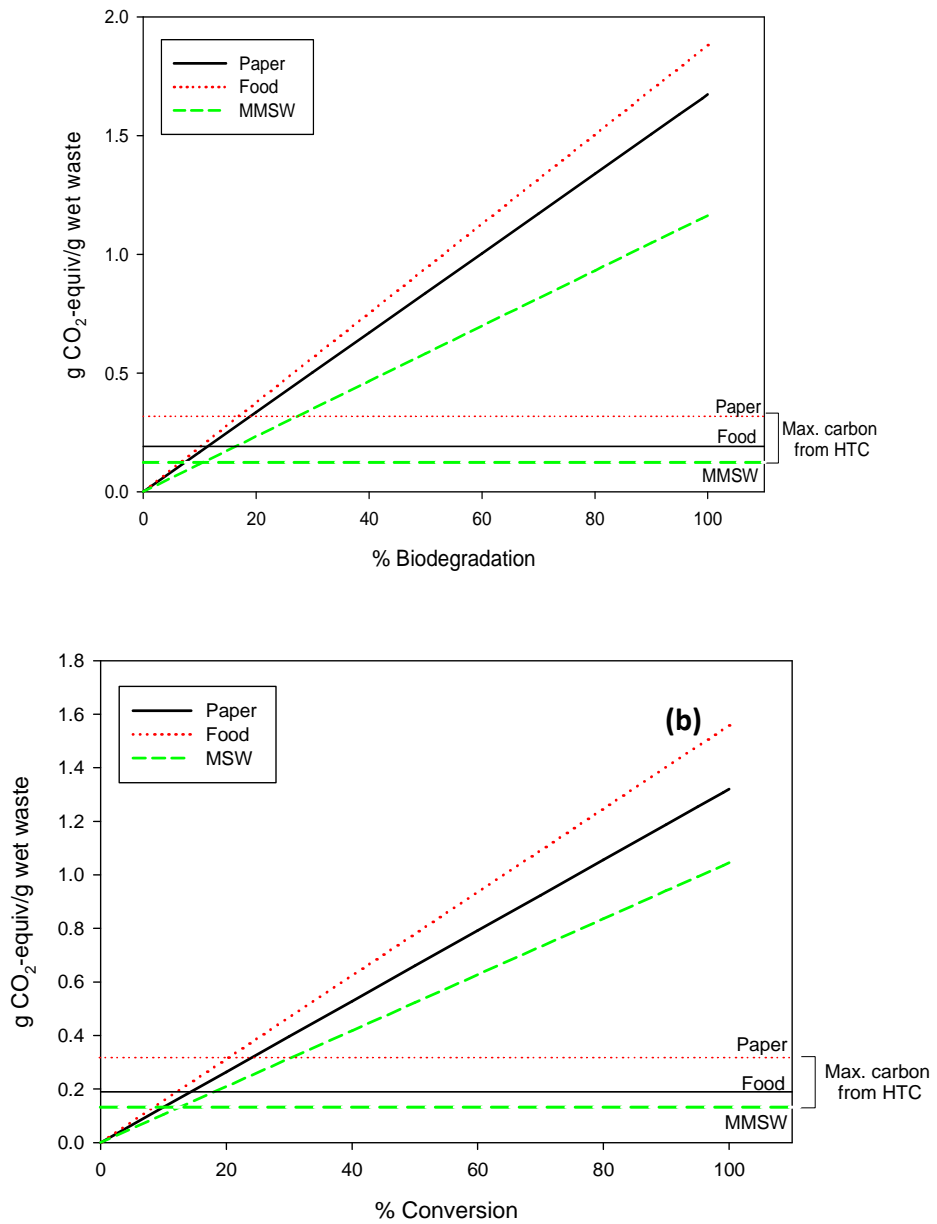 2.0
1.5
1.0
0.5
0.0
g CO₂-equiv/g wet waste
Paper
Food
MMSW
Paper
Food
MMSW
Max. carbon
from HTC
0 20 40 60 80 100
% Biodegradation
1.8
1.6
1.4
1.2
1.0
0.8
0.6
0.4
0.2
0.0
g CO₂-equiv/g wet waste
Paper
Food
MSW
(b)
Paper
Food
MMSW
Max. carbon
from HTC
0 20 40 60 80 100
% Conversion